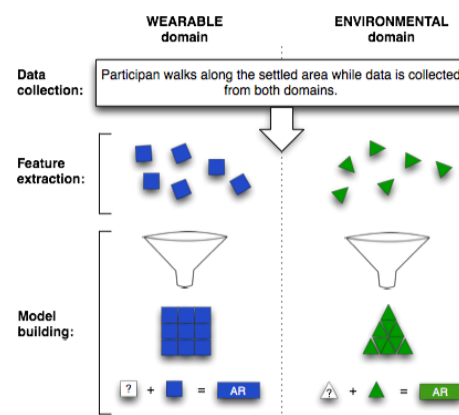 WEARABLE
domain
ENVIRONMENTAL
domain
Data
collection:
Participan walks along the settled area while data is collected
from both domains.
Feature
extraction:
Model
building:
? + = AR
? + = AR